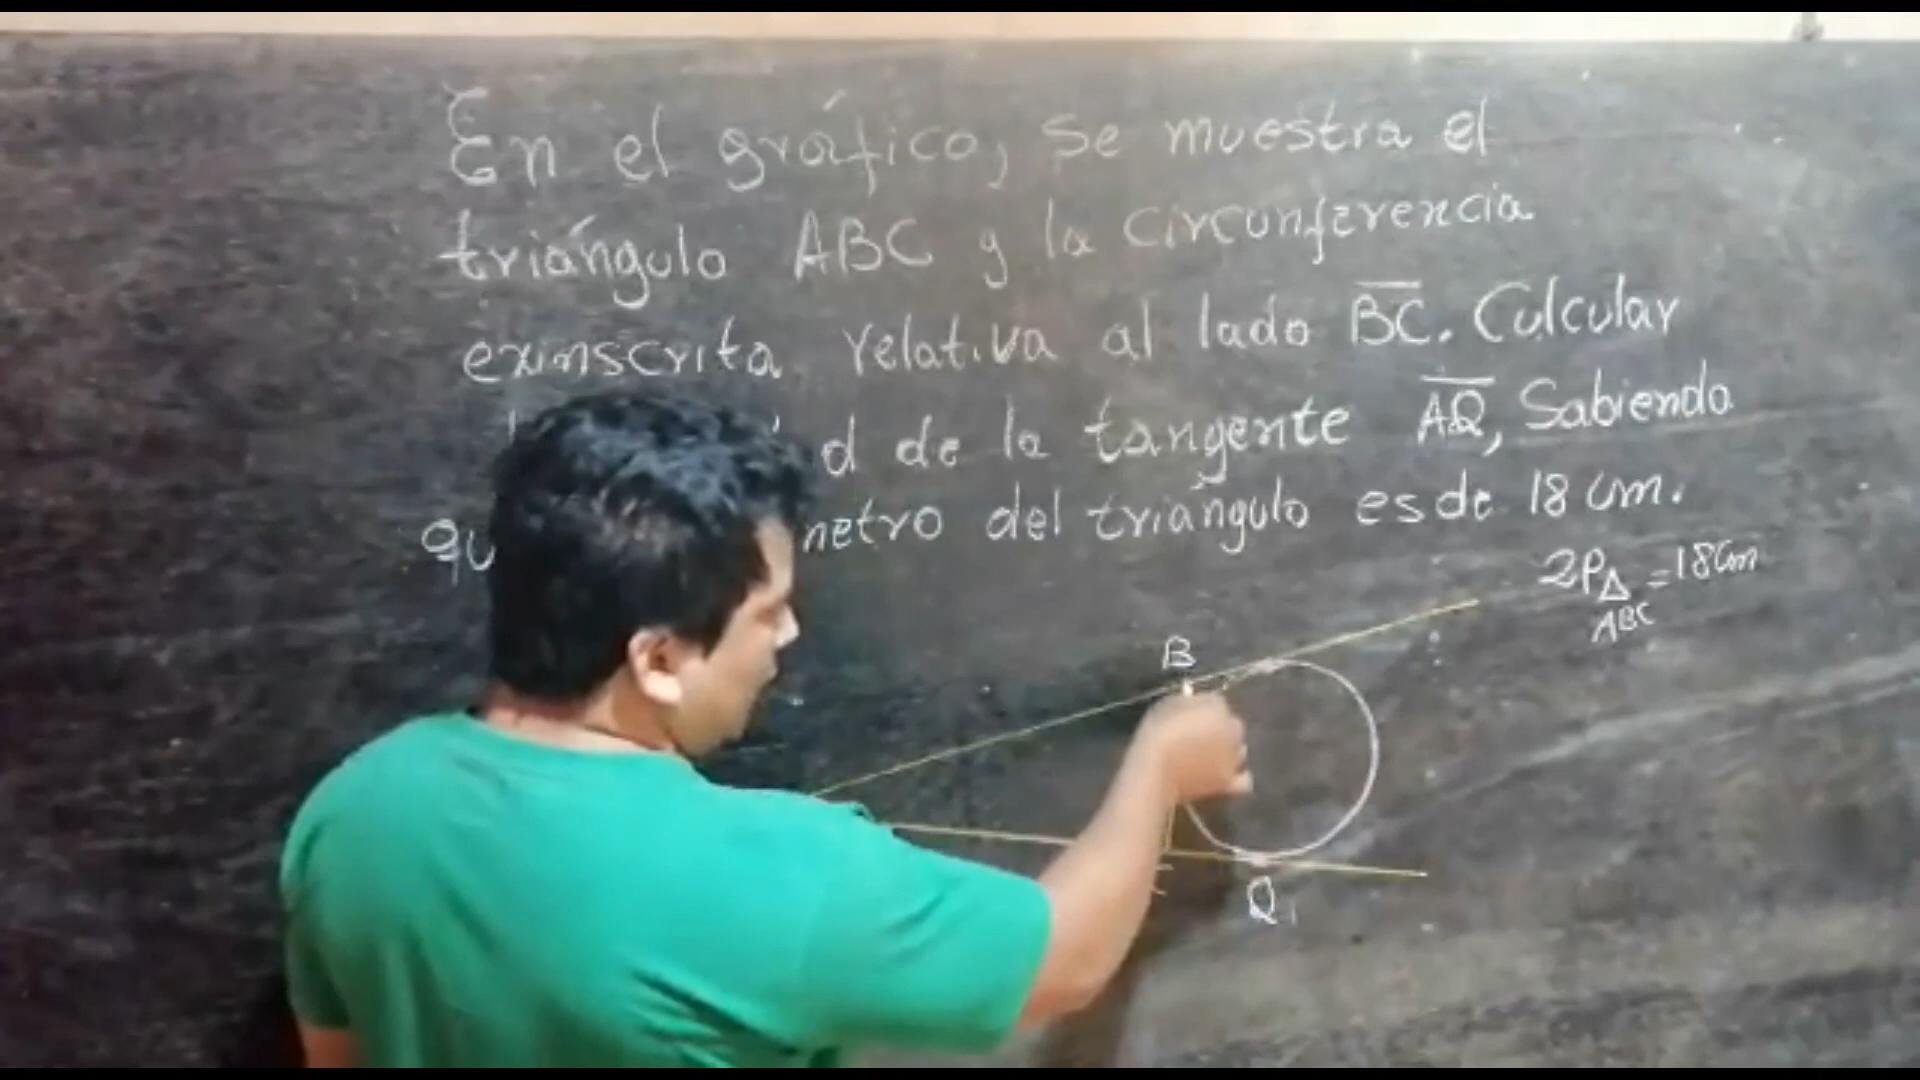 En el gráfico, Se muestra el
triángulo ABC y la circunferencia
exinscrita relativa al lado BC. Calcular
d de la tangente AQ, Sabiendo
qu netro del triángulo es de 18 cm.
2P△ = 18cm
ABC
B
Q